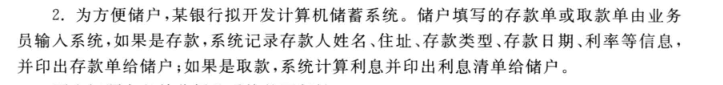 2. 为方便储户,某银行拟开发计算机储蓄系统。储户填写的存款单或取款单由业务
员输入系统,如果是存款,系统记录存款人姓名、住址、存款类型、存款日期、利率等信息,
并印出存款单给储户;如果是取款,系统计算利息并印出利息清单给储户。